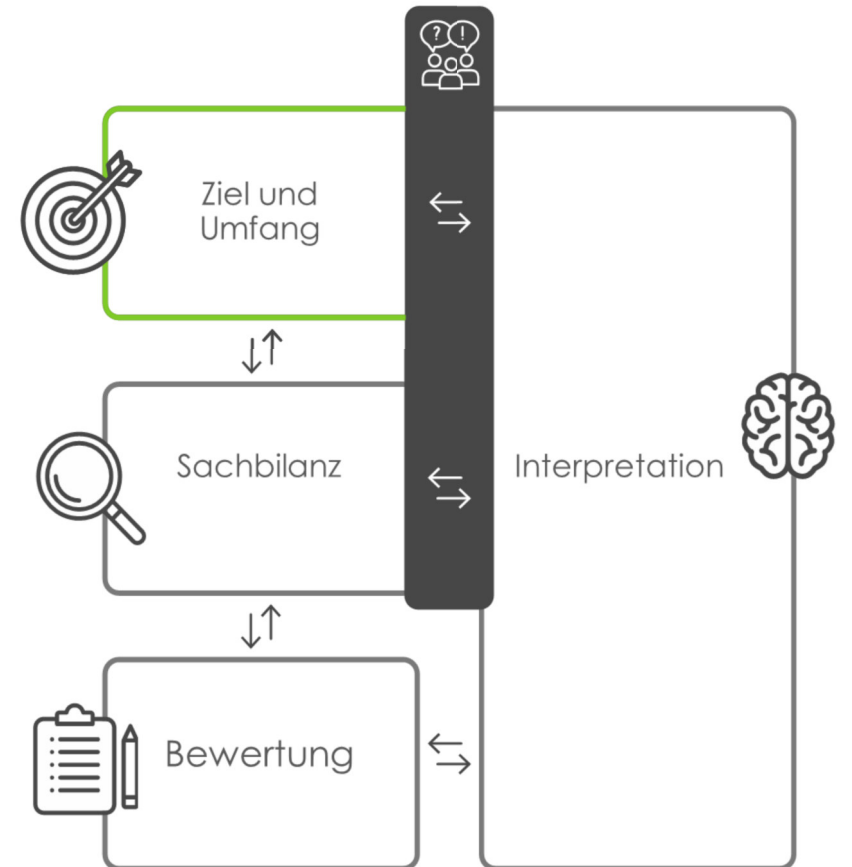 ? !
Ziel und
Umfang
Sachbilanz
Interpretation
Bewertung